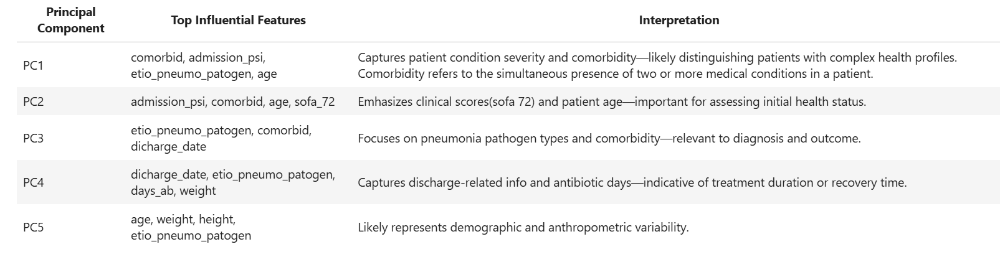 Principal
Component
Top Influential Features
Interpretation
PC1
comorbid, admission_psi,
etio_pneumo_patogen, age
Captures patient condition severity and comorbidity—likely distinguishing patients with complex health profiles.
Comorbidity refers to the simultaneous presence of two or more medical conditions in a patient.
PC2
admission_psi, comorbid, age, sofa_72
Emhasizes clinical scores(sofa 72) and patient age—important for assessing initial health status.
PC3
etio_pneumo_patogen, comorbid,
dicharge_date
Focuses on pneumonia pathogen types and comorbidity—relevant to diagnosis and outcome.
PC4
dicharge_date, etio_pneumo_patogen,
days_ab, weight
Captures discharge-related info and antibiotic days—indicative of treatment duration or recovery time.
PC5
age, weight, height,
etio_pneumo_patogen
Likely represents demographic and anthropometric variability.